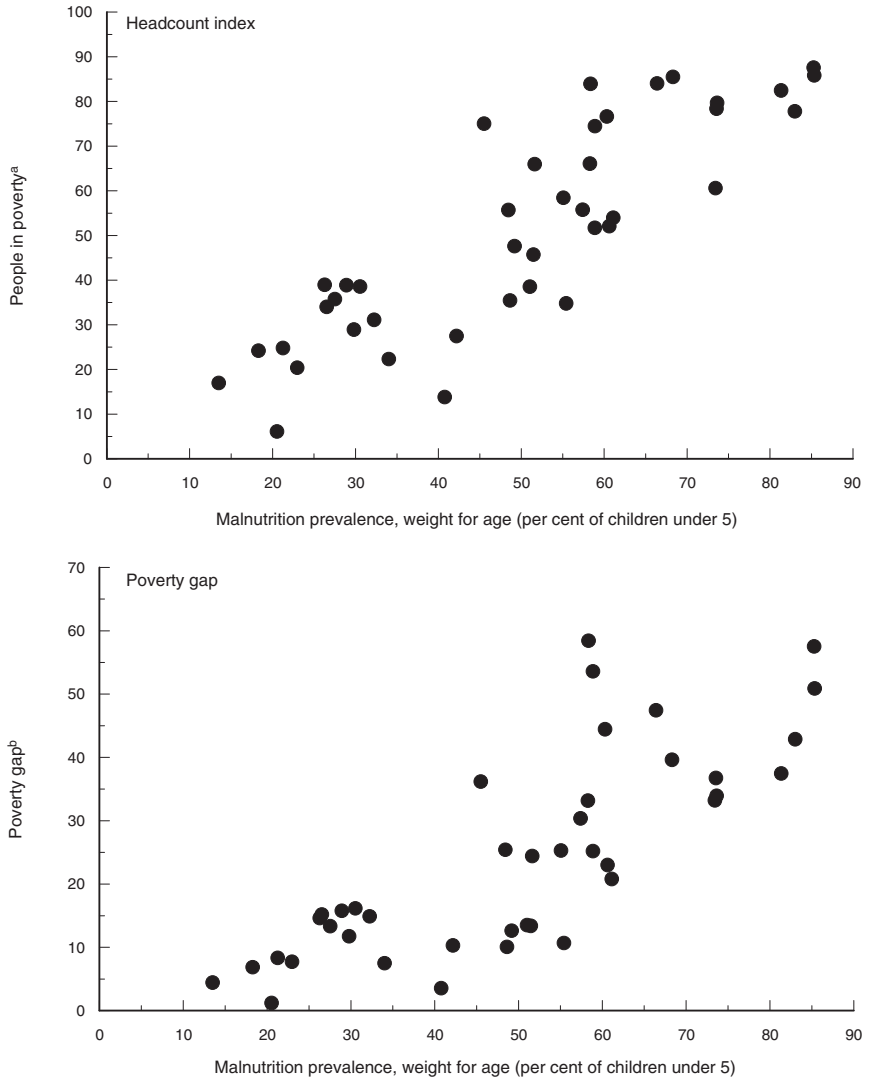 Headcount index
100
90
80
70
60
50
40
30
20
10
0
People in povertyᵃ
0 10 20 30 40 50 60 70 80 90
Malnutrition prevalence, weight for age (per cent of children under 5)
Poverty gap
70
60
50
40
30
20
10
0
Poverty gapᵇ
0 10 20 30 40 50 60 70 80 90
Malnutrition prevalence, weight for age (per cent of children under 5)